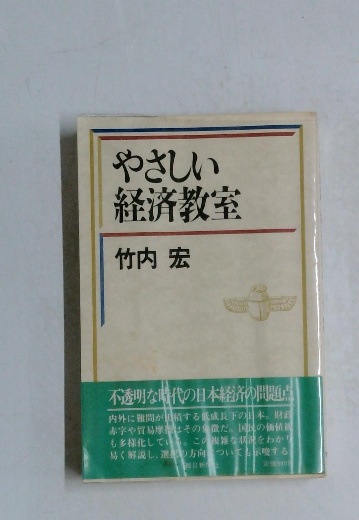 やさしい
経済教室
竹内 宏
不透明な時代の日本経済の問題点
内外に難問が山積する低成長下の日本。財政
赤字や貿易摩擦はその象徴だ。国民の価値観
も多様化している。この複雑な状況をわかり
易く解説し、選択の方向についても示唆する
朝日新聞社